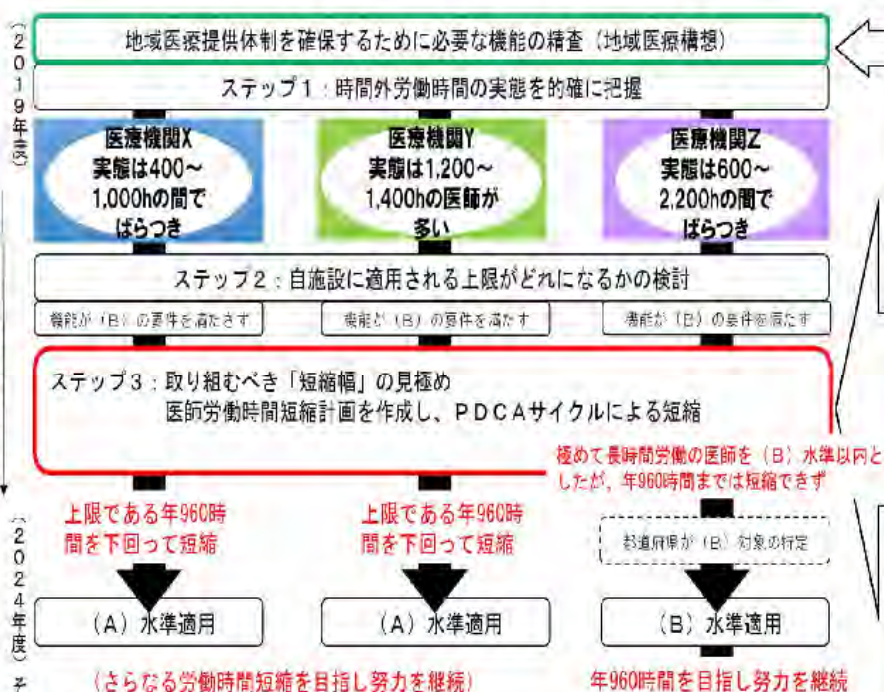 （2019年度）
地域医療提供体制を確保するために必要な機能の精査（地域医療構想）
ステップ1：時間外労働時間の実態を的確に把握
医療機関X
実態は400～
1,000hの間で
ばらつき
医療機関Y
実態は1,200～
1,400hの医師が
多い
医療機関Z
実態は600～
2,200hの間で
ばらつき
ステップ2：自施設に適用される上限がどれになるかの検討
機能が（B）の要件を満たさず
機能が（B）の要件を満たす
機能が（B）の要件を満たす
ステップ3：取り組むべき「短縮幅」の見極め
医師労働時間短縮計画を作成し、PDCAサイクルによる短縮
極めて長時間労働の医師を（B）水準以内と
したが、年960時間までは短縮できず
上限である年960時
間を下回って短縮
上限である年960時
間を下回って短縮
都道府県が（B）対象の特定
（2024年度）そ
（A）水準適用
（A）水準適用
（B）水準適用
（さらなる労働時間短縮を目指し努力を継続）
年960時間を目指し努力を継続